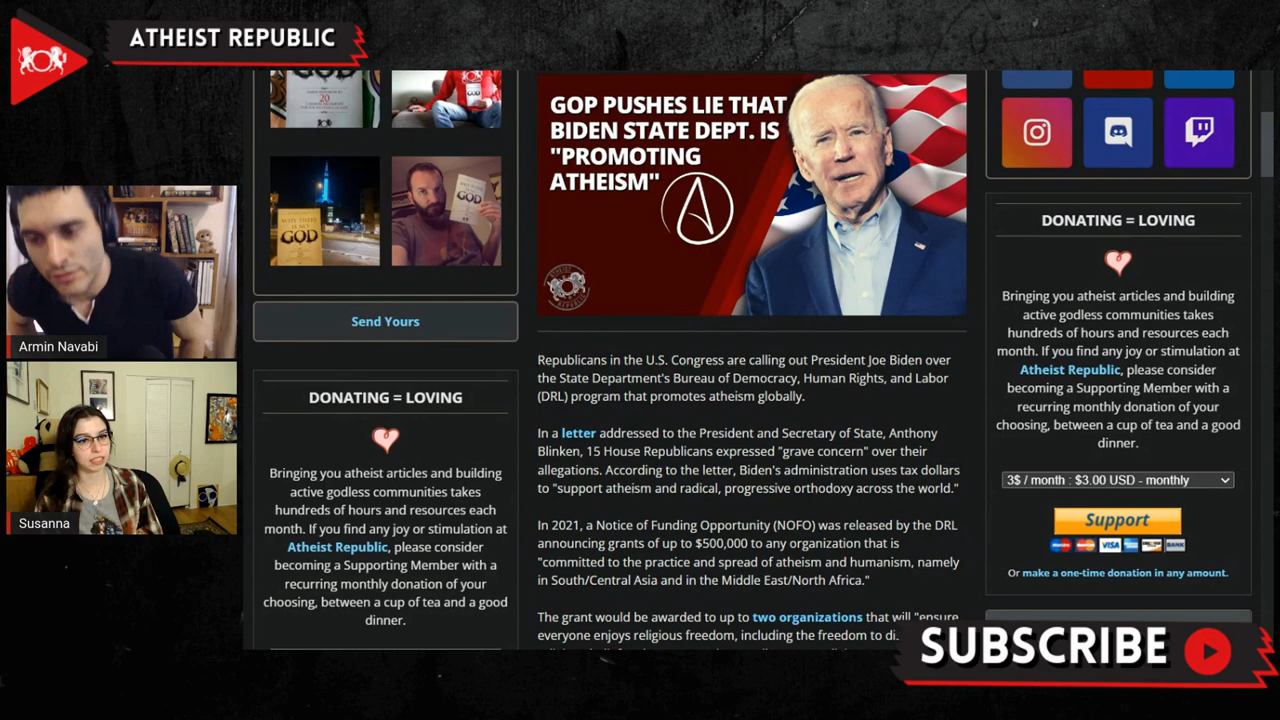 ATHEIST REPUBLIC
GOD
20
GOD
WHY THERE
IS NO
GOD
GOD
Send Yours
DONATING = LOVING
Bringing you atheist articles and building
active godless communities takes
hundreds of hours and resources each
month. If you find any joy or stimulation at
Atheist Republic, please consider
becoming a Supporting Member with a
recurring monthly donation of your
choosing, between a cup of tea and a good
dinner.
GOP PUSHES LIE THAT
BIDEN STATE DEPT. IS
"PROMOTING
ATHEISM"
Republicans in the U.S. Congress are calling out President Joe Biden over
the State Department's Bureau of Democracy, Human Rights, and Labor
(DRL) program that promotes atheism globally.
In a letter addressed to the President and Secretary of State, Anthony
Blinken, 15 House Republicans expressed "grave concern" over their
allegations. According to the letter, Biden's administration uses tax dollars
to "support atheism and radical, progressive orthodoxy across the world."
In 2021, a Notice of Funding Opportunity (NOFO) was released by the DRL
announcing grants of up to $500,000 to any organization that is
"committed to the practice and spread of atheism and humanism, namely
in South/Central Asia and in the Middle East/North Africa."
The grant would be awarded to up to two organizations that will "ensure
everyone enjoys religious freedom, including the freedom to di
DONATING = LOVING
Bringing you atheist articles and building
active godless communities takes
hundreds of hours and resources each
month. If you find any joy or stimulation at
Atheist Republic, please consider
becoming a Supporting Member with a
recurring monthly donation of your
choosing, between a cup of tea and a good
dinner.
3$ / month : $3.00 USD - monthly
Support
VISA
BANK
Or make a one-time donation in any amount.
Armin Navabi
Susanna
SUBSCRIBE